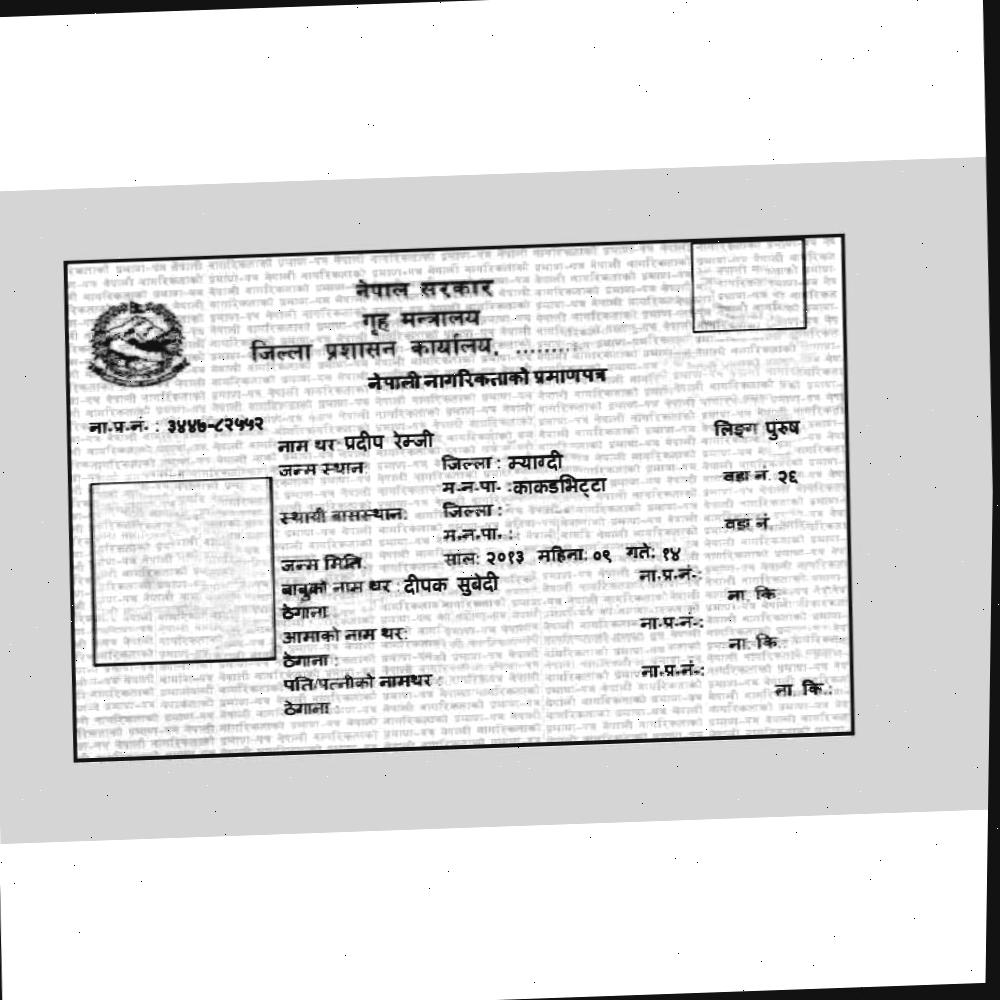 नेपाल सरकार
गृह मन्त्रालय
जिल्ला प्रशासन कार्यालय, ........
नेपाली नागरिकताको प्रमाणपत्र
ना.प्र.नं. : ३४४७-८२५५२
लिङ्ग पुरुष
नाम थर प्रदीप रेम्जी
जन्म स्थान: जिल्ला : म्याग्दी
म.न.पा. :काकडभिट्टा वडा नं. २६
स्थायी बासस्थान: जिल्ला :
म.न.पा. : वडा नं.
जन्म मिति: साल: २०१३ महिना: ०९ गते: १४
बाबुको नाम थर : दीपक सुबेदी ना.प्र.नं.:
ठेगाना ना. कि:
आमाको नाम थर: ना.प्र.नं.:
ठेगाना : ना. कि.:
पति/पत्नीको नामथर : ना.प्र.नं.:
ठेगाना : ना. कि.: